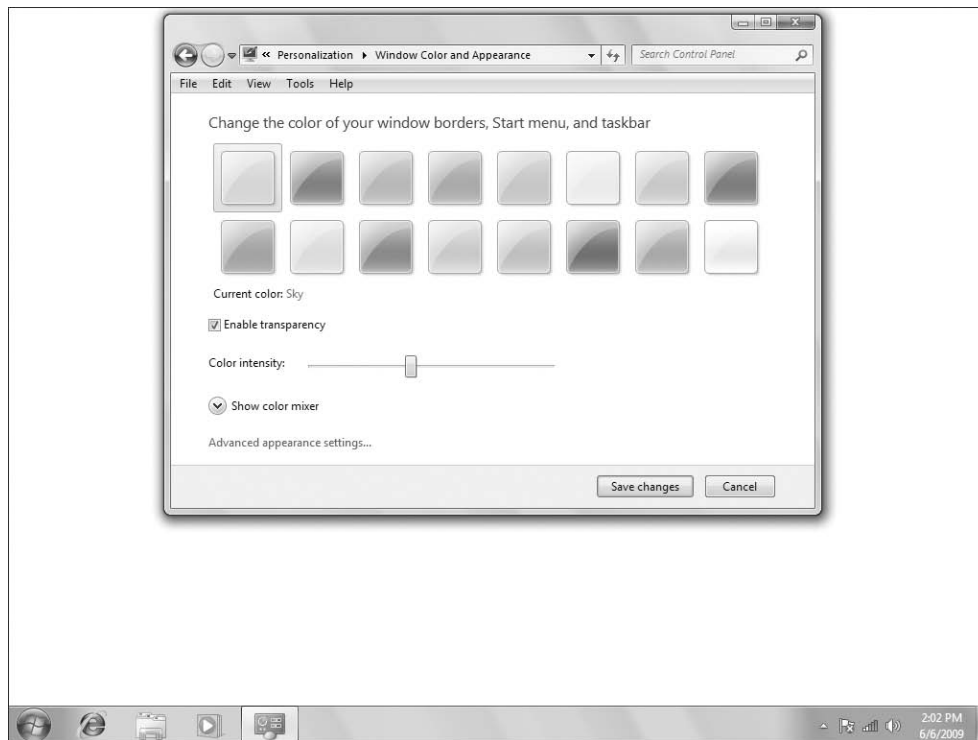 « Personalization ▸ Window Color and Appearance
Search Control Panel
File Edit View Tools Help
Change the color of your window borders, Start menu, and taskbar
Current color: Sky
Enable transparency
Color intensity:
Show color mixer
Advanced appearance settings...
Save changes Cancel
2:02 PM
6/6/2009